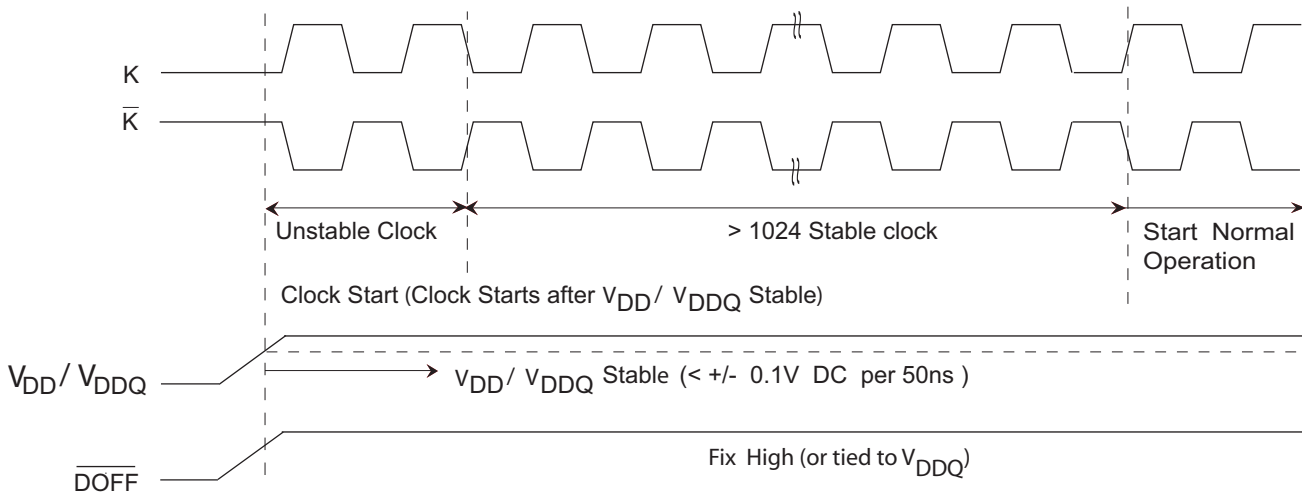 K
K̅
Unstable Clock
> 1024 Stable clock
Start Normal
Operation
Clock Start (Clock Starts after VDD / VDDQ Stable)
VDD / VDDQ
VDD / VDDQ Stable (< +/- 0.1V DC per 50ns )
Fix High (or tied to VDDQ)
D̅O̅F̅F̅